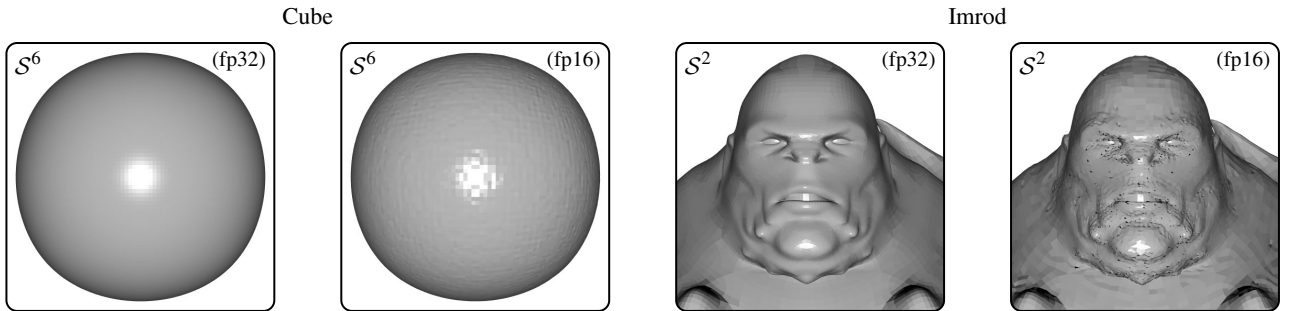 Cube
Imrod
𝒮⁶ (fp32)
𝒮⁶ (fp16)
𝒮² (fp32)
𝒮² (fp16)